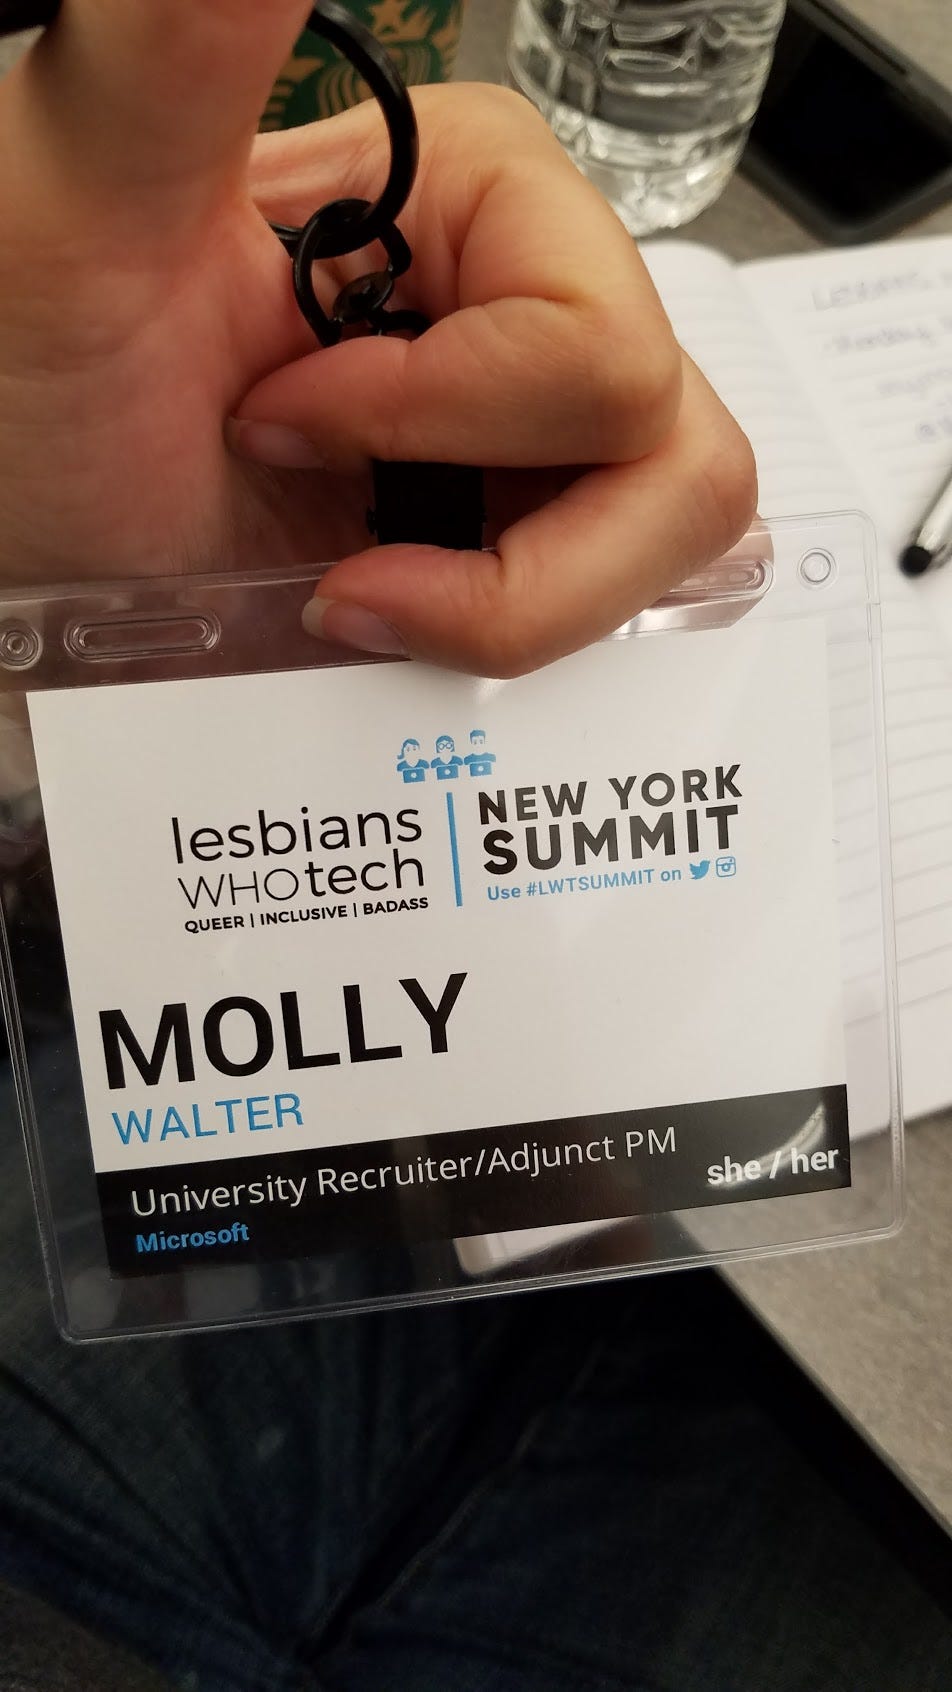 lesbians
WHOtech
QUEER | INCLUSIVE | BADASS
NEW YORK
SUMMIT
Use #LWTSUMMIT on
MOLLY
WALTER
University Recruiter/Adjunct PM
she / her
Microsoft